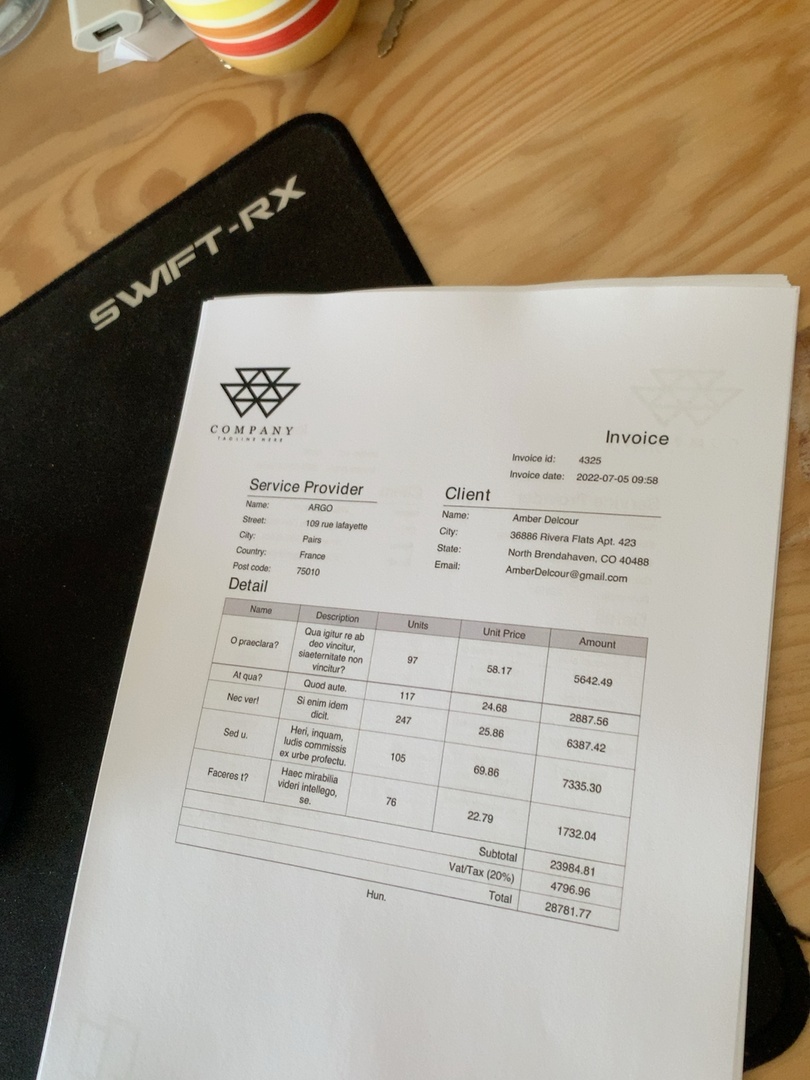 SWIFT-RX
COMPANY
TAGLINE HERE
Invoice
Invoice id: 4325
Invoice date: 2022-07-05 09:58
Service Provider
Name: ARGO
Street: 109 rue lafayette
City: Pairs
Country: France
Post code: 75010
Client
Name: Amber Delcour
City: 36886 Rivera Flats Apt. 423
State: North Brendahaven, CO 40488
Email: AmberDelcour@gmail.com
Detail
Name Description Units Unit Price Amount
O praeclara? Qua igitur re ab
deo vincitur,
siaeternitate non
vincitur? 97 58.17 5642.49
At qua? Quod aute. 117 24.68 2887.56
Nec ver! Si enim idem
dicit. 247 25.86 6387.42
Sed u. Heri, inquam,
ludis commissis
ex urbe profectu. 105 69.86 7335.30
Faceres t? Haec mirabilia
videri intellego,
se. 76 22.79 1732.04
Subtotal 23984.81
Vat/Tax (20%) 4796.96
Total 28781.77
Hun.